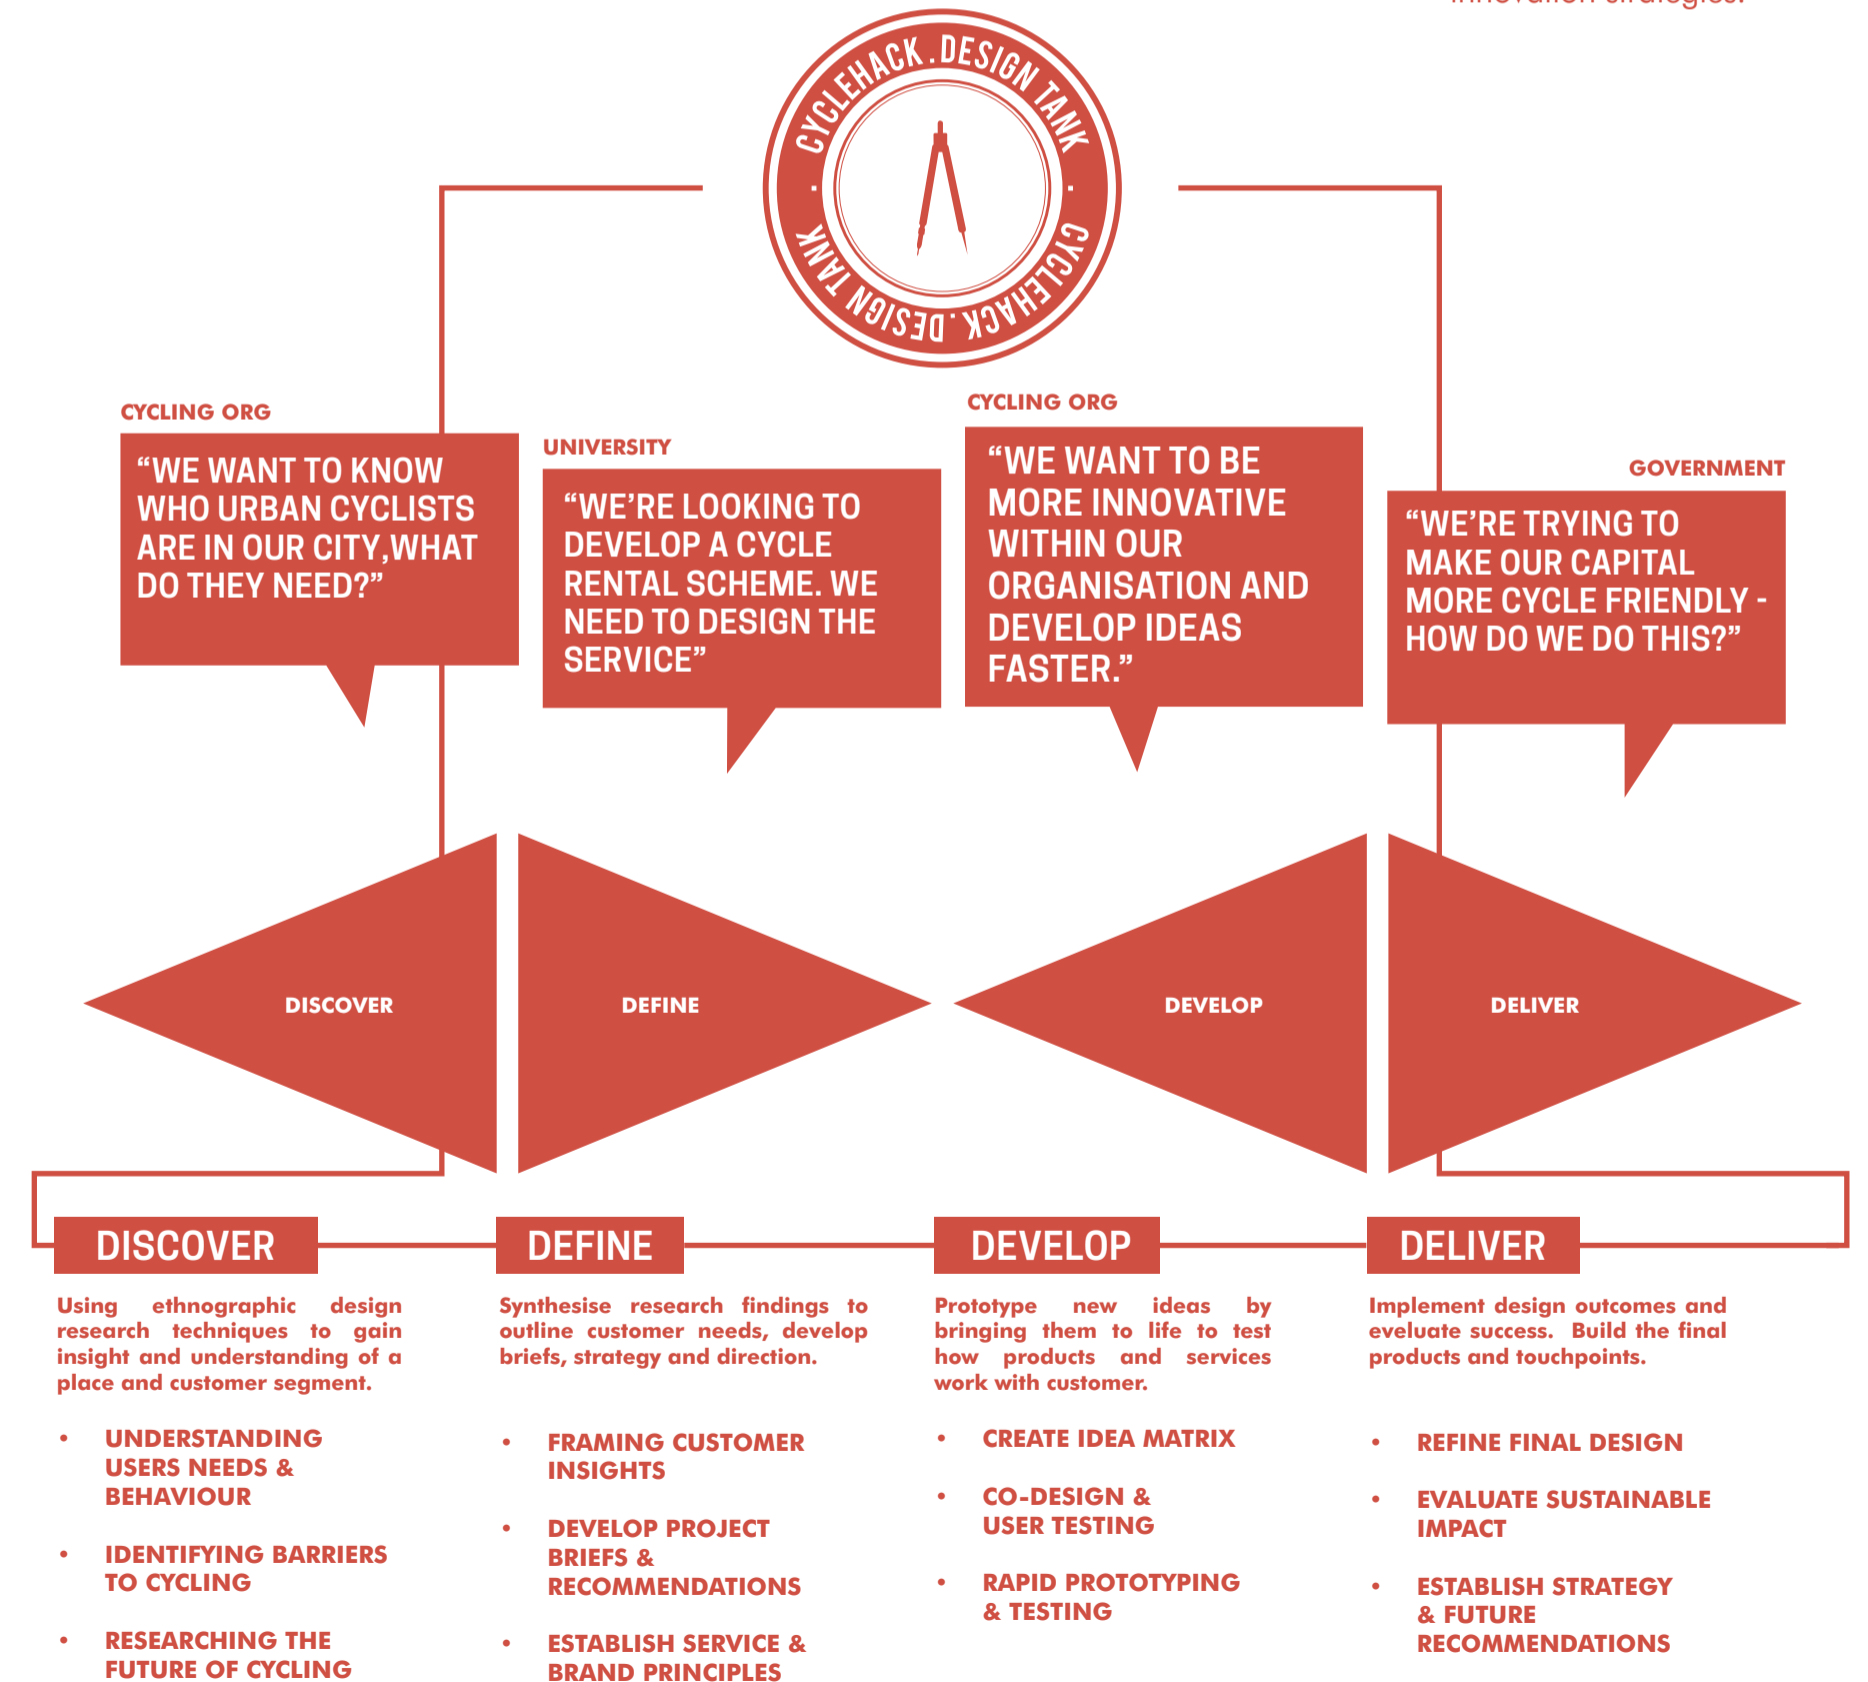 innovation strategies.
CYCLEHACK.DESIGN TANK
·
·
CYCLEHACK.DESIGN TANK
CYCLING ORG
“WE WANT TO KNOW
WHO URBAN CYCLISTS
ARE IN OUR CITY,WHAT
DO THEY NEED?”
UNIVERSITY
“WE’RE LOOKING TO
DEVELOP A CYCLE
RENTAL SCHEME. WE
NEED TO DESIGN THE
SERVICE”
CYCLING ORG
“WE WANT TO BE
MORE INNOVATIVE
WITHIN OUR
ORGANISATION AND
DEVELOP IDEAS
FASTER.”
GOVERNMENT
“WE’RE TRYING TO
MAKE OUR CAPITAL
MORE CYCLE FRIENDLY -
HOW DO WE DO THIS?”
DISCOVER
DEFINE
DEVELOP
DELIVER
DISCOVER
Using ethnographic design
research techniques to gain
insight and understanding of a
place and customer segment.
• UNDERSTANDING
USERS NEEDS &
BEHAVIOUR
• IDENTIFYING BARRIERS
TO CYCLING
• RESEARCHING THE
FUTURE OF CYCLING
DEFINE
Synthesise research findings to
outline customer needs, develop
briefs, strategy and direction.
• FRAMING CUSTOMER
INSIGHTS
• DEVELOP PROJECT
BRIEFS &
RECOMMENDATIONS
• ESTABLISH SERVICE &
BRAND PRINCIPLES
DEVELOP
Prototype new ideas by
bringing them to life to test
how products and services
work with customer.
• CREATE IDEA MATRIX
• CO-DESIGN &
USER TESTING
• RAPID PROTOTYPING
& TESTING
DELIVER
Implement design outcomes and
eveluate success. Build the final
products and touchpoints.
• REFINE FINAL DESIGN
• EVALUATE SUSTAINABLE
IMPACT
• ESTABLISH STRATEGY
& FUTURE
RECOMMENDATIONS